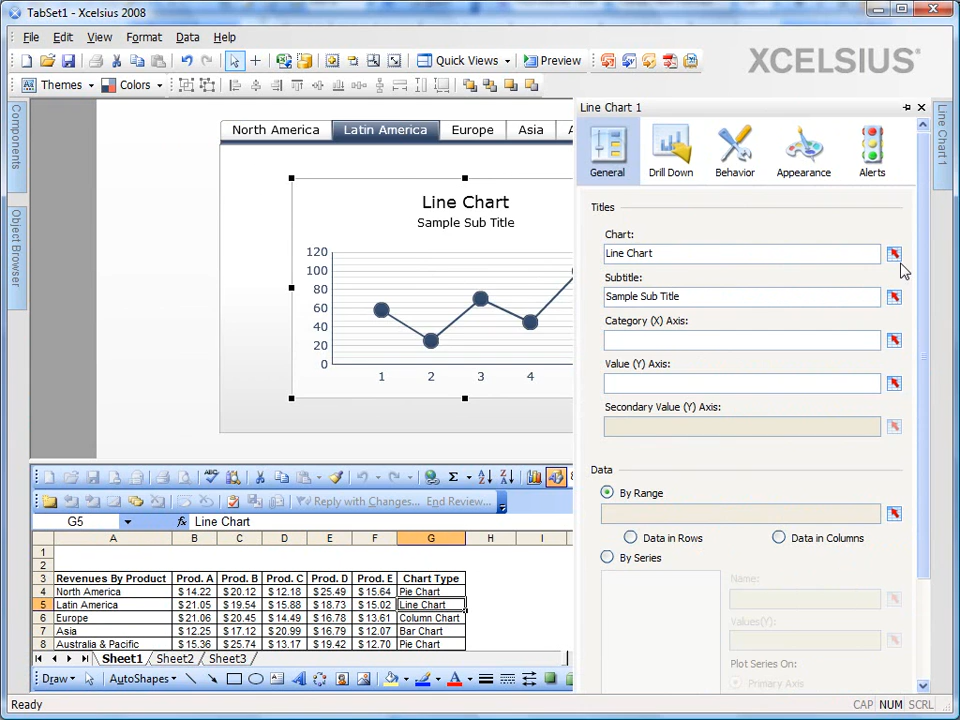 TabSet1 - Xcelsius 2008
File Edit View Format Data Help
Quick Views Preview
XCELSIUS®
Themes Colors
Components
Object Browser
North America Latin America Europe Asia A
Line Chart
Sample Sub Title
120
100
80
60
40
20
0
1 2 3 4
Line Chart 1
Line Chart 1
General Drill Down Behavior Appearance Alerts
Titles
Chart:
Line Chart
Subtitle:
Sample Sub Title
Category (X) Axis:
Value (Y) Axis:
Secondary Value (Y) Axis:
Data
By Range
Data in Rows Data in Columns
By Series
Name:
Values(Y):
Plot Series On:
Primary Axis
Reply with Changes... End Review...
G5 fx Line Chart
A B C D E F G H I
1
2
3 Revenues By Product Prod. A Prod. B Prod. C Prod. D Prod. E Chart Type
4 North America $ 14.22 $ 20.12 $ 12.18 $ 25.49 $ 15.64 Pie Chart
5 Latin America $ 21.05 $ 19.54 $ 15.88 $ 18.73 $ 15.02 Line Chart
6 Europe $ 21.06 $ 20.45 $ 14.49 $ 16.78 $ 13.61 Column Chart
7 Asia $ 12.25 $ 17.12 $ 20.99 $ 16.79 $ 12.07 Bar Chart
8 Australia & Pacific $ 15.36 $ 25.74 $ 13.17 $ 19.42 $ 12.70 Pie Chart
Sheet1 Sheet2 Sheet3
Draw AutoShapes
Ready CAP NUM SCRL